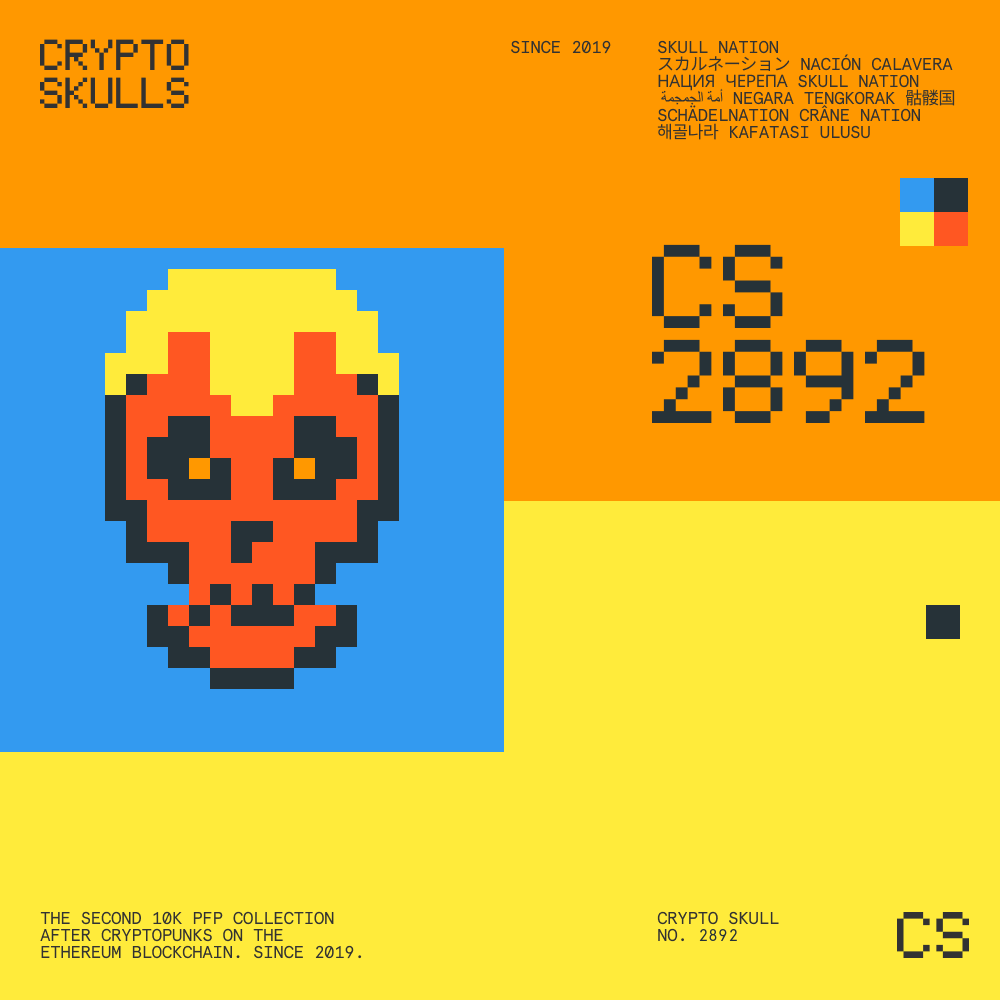 CRYPTO
SKULLS
SINCE 2019
SKULL NATION
スカルネーション NACIÓN CALAVERA
НАЦИЯ ЧЕРЕПА SKULL NATION
أمة الجمجمة NEGARA TENGKORAK 骷髅国
SCHÄDELNATION CRÂNE NATION
해골나라 KAFATASI ULUSU
CS
2892
THE SECOND 10K PFP COLLECTION
AFTER CRYPTOPUNKS ON THE
ETHEREUM BLOCKCHAIN. SINCE 2019.
CRYPTO SKULL
NO. 2892
CS